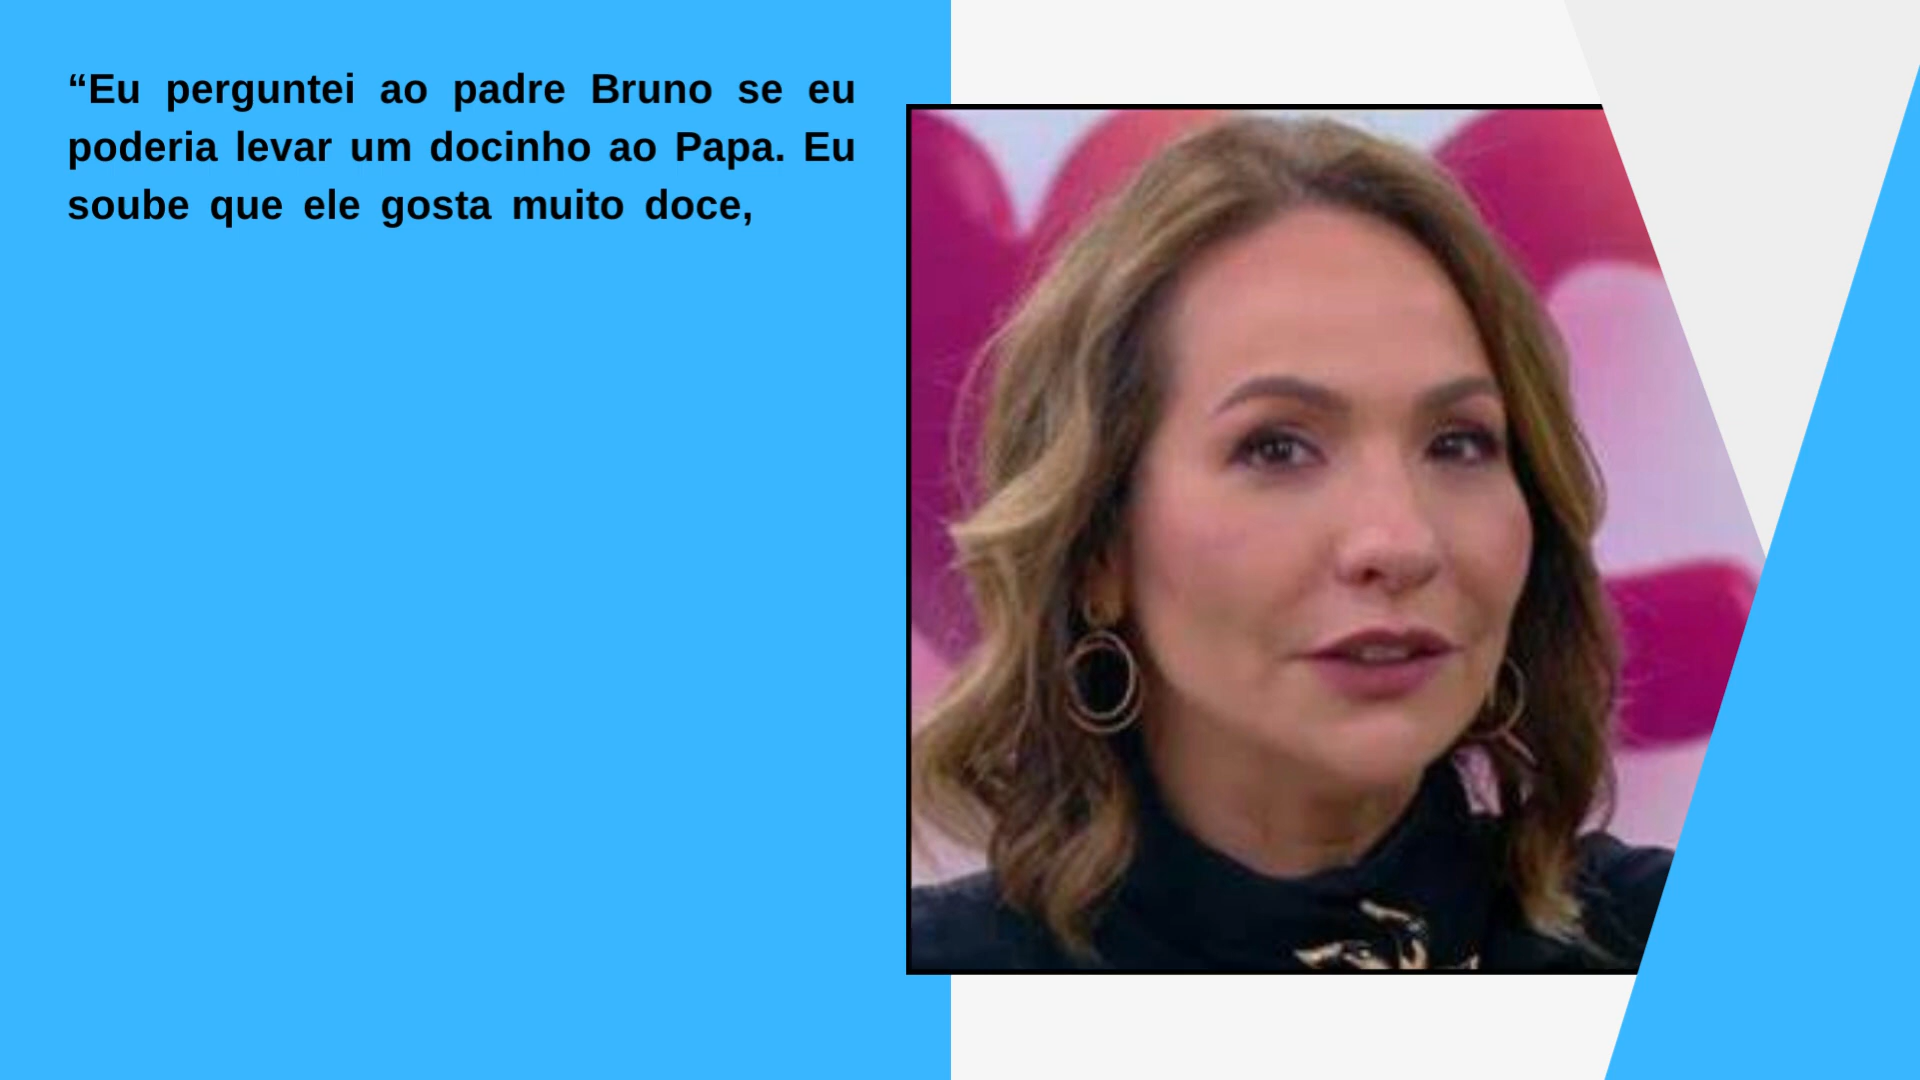 “Eu perguntei ao padre Bruno se eu
poderia levar um docinho ao Papa. Eu
soube que ele gosta muito doce,